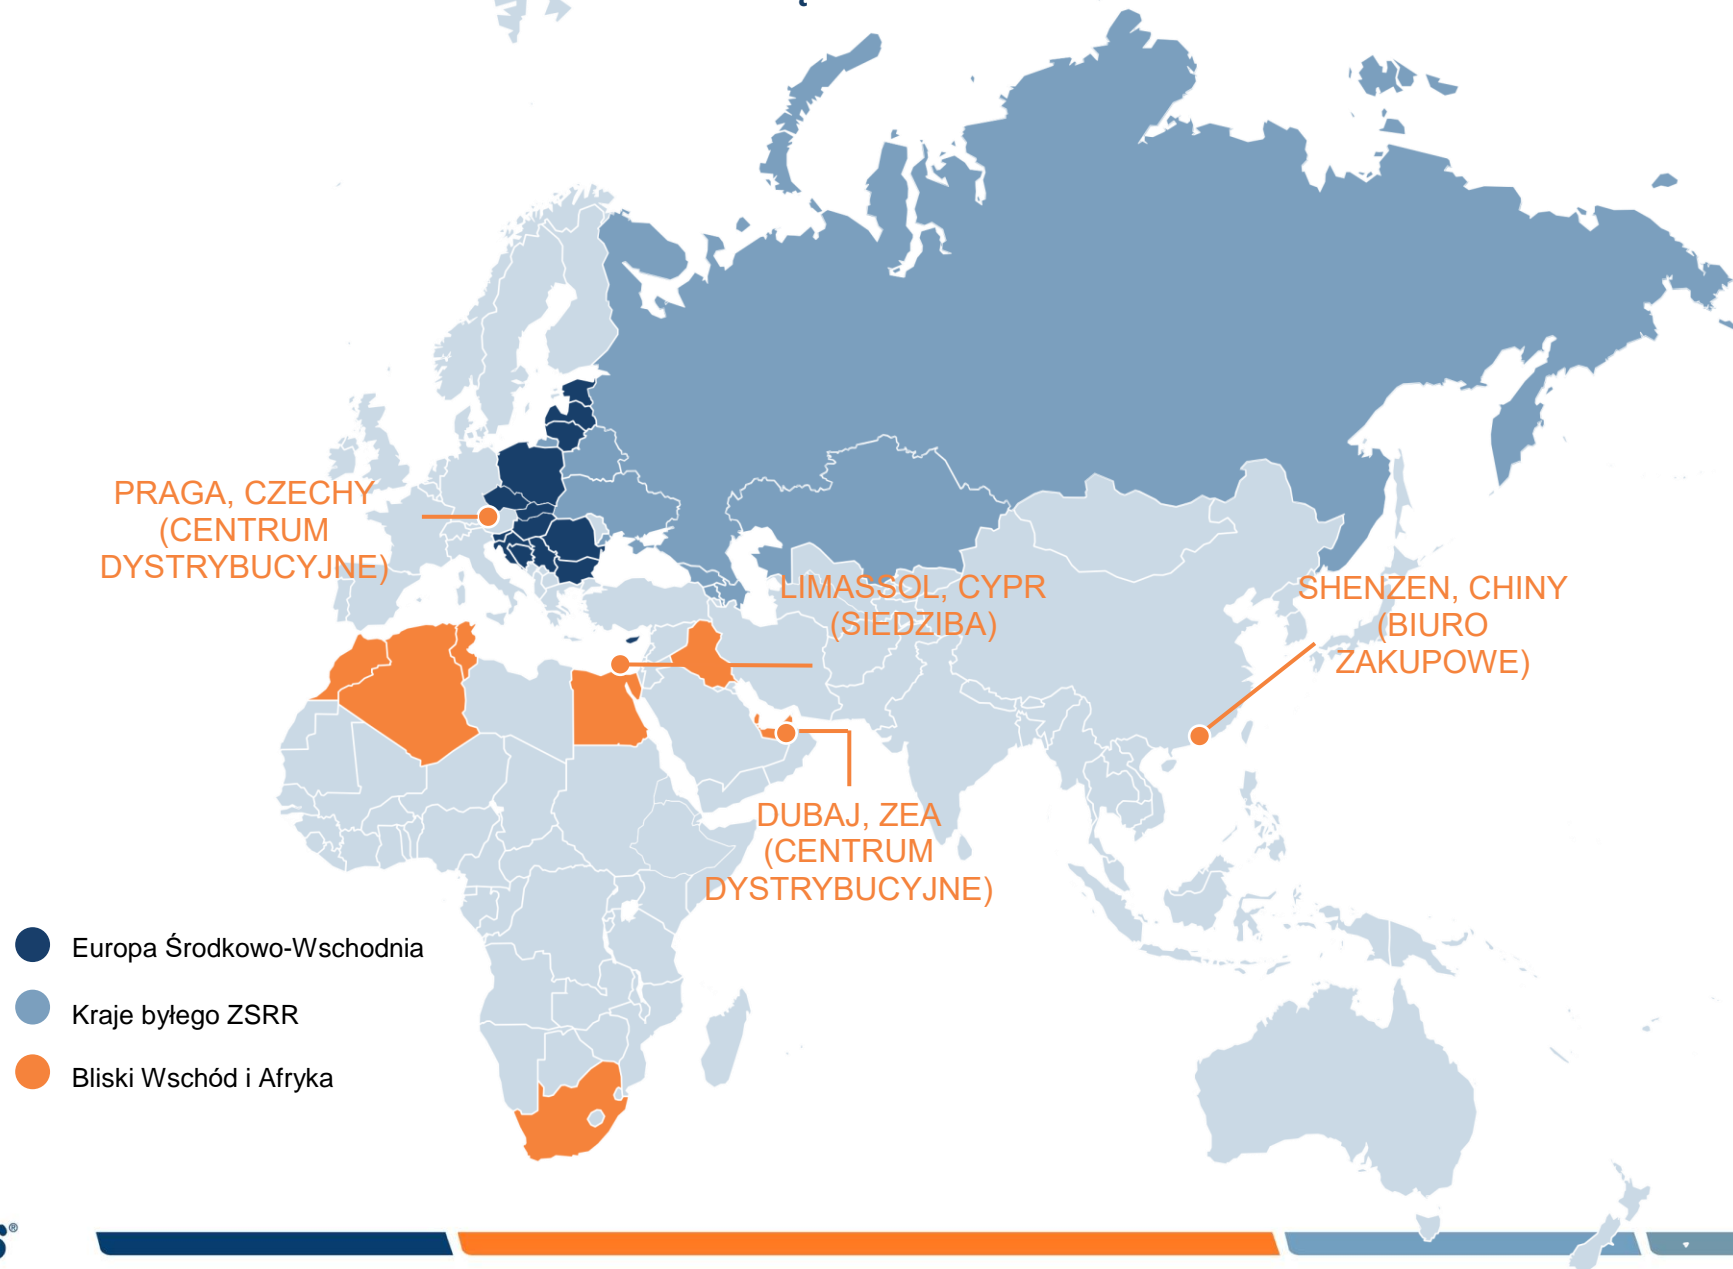 PRAGA, CZECHY
(CENTRUM
DYSTRYBUCYJNE)
LIMASSOL, CYPR
(SIEDZIBA)
SHENZEN, CHINY
(BIURO
ZAKUPOWE)
DUBAJ, ZEA
(CENTRUM
DYSTRYBUCYJNE)
Europa Środkowo-Wschodnia
Kraje byłego ZSRR
Bliski Wschód i Afryka